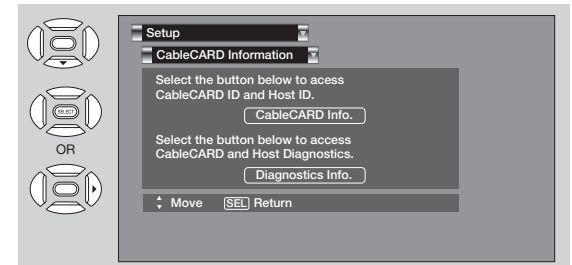 Setup
CableCARD Information
Select the button below to acess
CableCARD ID and Host ID.
CableCARD Info.
Select the button below to access
CableCARD and Host Diagnostics.
Diagnostics Info.
Move SEL Return
SELECT
OR